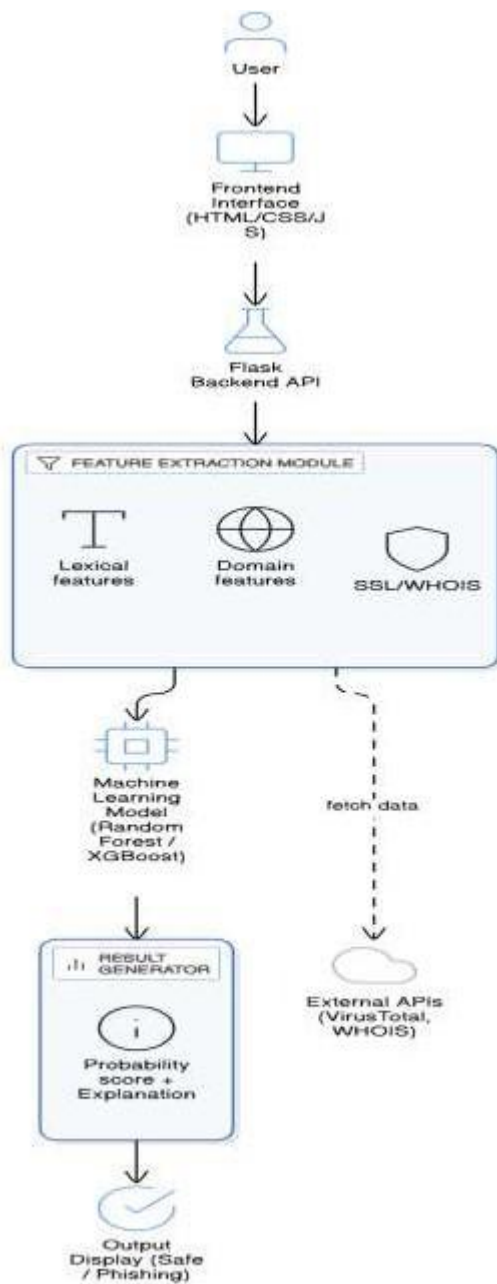 User
Frontend
Interface
(HTML/CSS/J
S)
Flask
Backend API
FEATURE EXTRACTION MODULE
Lexical
features
Domain
features
SSL/WHOIS
Machine
Learning
Model
(Random
Forest /
XGBoost)
fetch data
RESULT
GENERATOR
Probability
score +
Explanation
External APIs
(VirusTotal,
WHOIS)
Output
Display (Safe
/ Phishing)